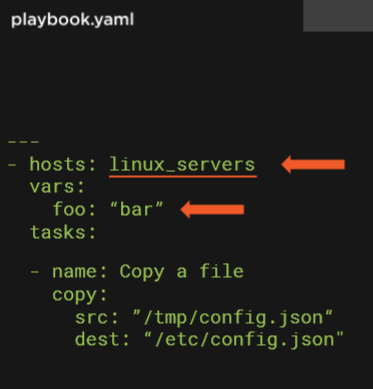 playbook.yaml
---
- hosts: linux_servers
vars:
foo: “bar”
tasks:
- name: Copy a file
copy:
src: ”/tmp/config.json“
dest: “/etc/config.json"